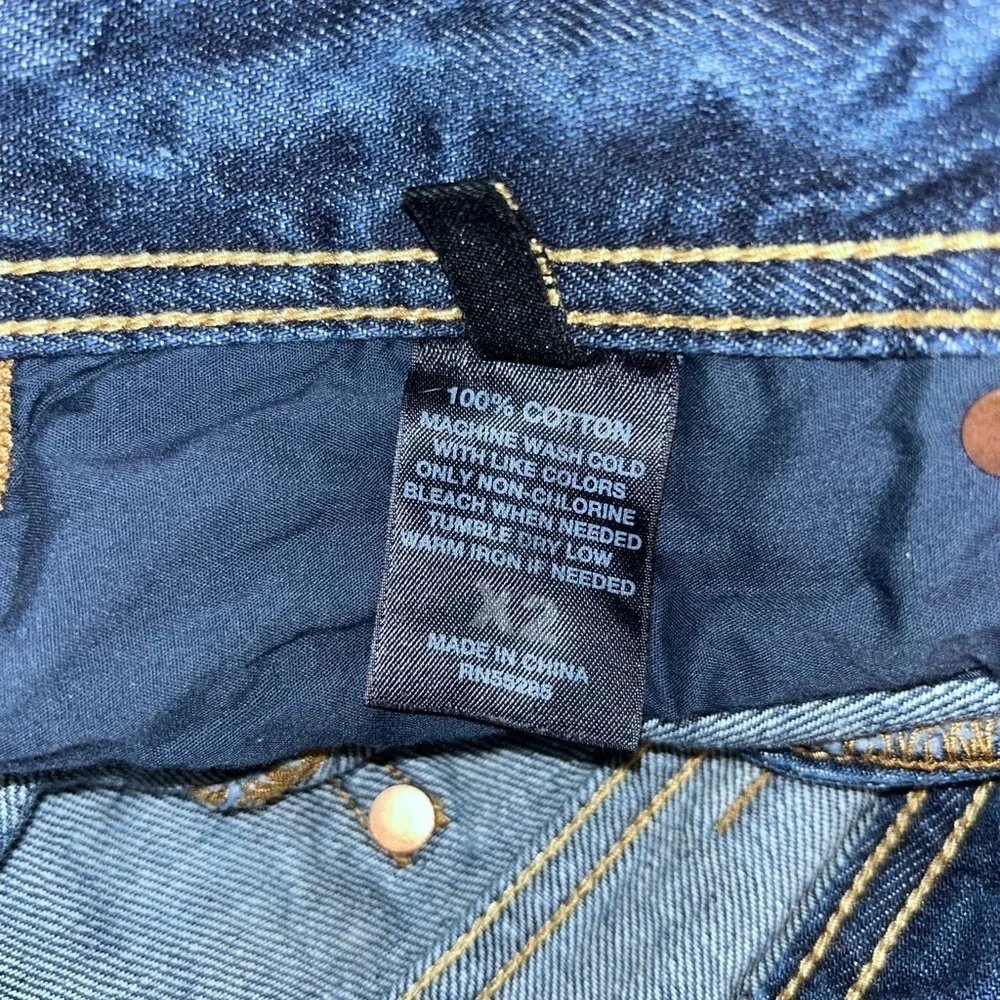 100% COTTON
MACHINE WASH COLD
WITH LIKE COLORS
ONLY NON-CHLORINE
BLEACH WHEN NEEDED
TUMBLE DRY LOW
WARM IRON IF NEEDED
X2
MADE IN CHINA